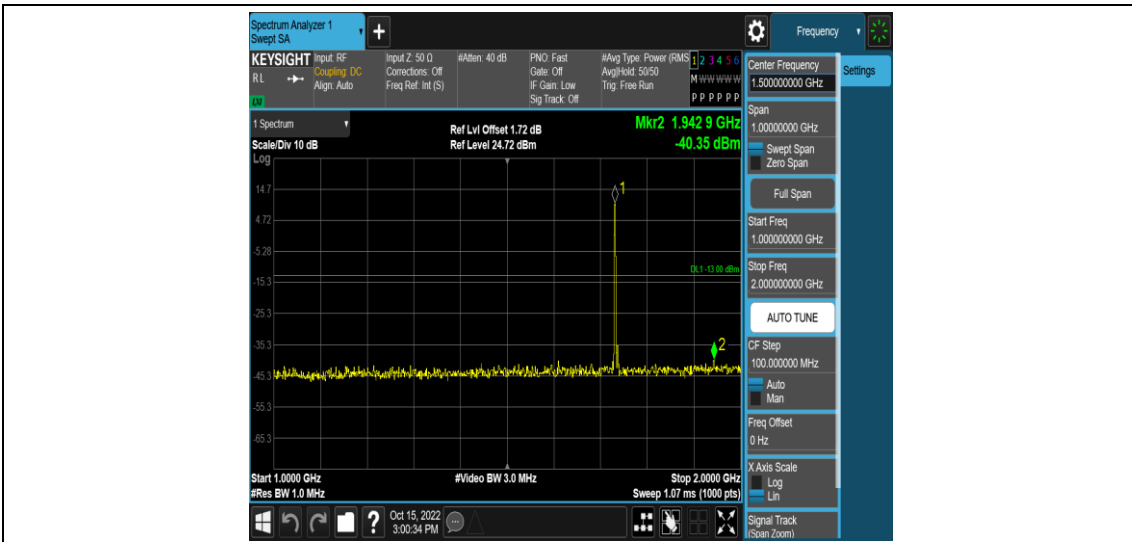 Spectrum Analyzer 1
Swept SA
+
Frequency
KEYSIGHT
RL
Input: RF
Coupling: DC
Align: Auto
Input Z: 50 Ω
Corrections: Off
Freq Ref: Int (S)
#Atten: 40 dB
PNO: Fast
Gate: Off
IF Gain: Low
Sig Track: Off
#Avg Type: Power (RMS
Avg|Hold: 50/50
Trig: Free Run
1 2 3 4 5 6
M W W W W W
P P P P P P
1 Spectrum
Scale/Div 10 dB
Log
Ref Lvl Offset 1.72 dB
Ref Level 24.72 dBm
Mkr2 1.942 9 GHz
-40.35 dBm
14.7
4.72
-5.28
-15.3
-25.3
-35.3
-45.3
-55.3
-65.3
1
DL1 -13.00 dBm
2
Start 1.0000 GHz
#Res BW 1.0 MHz
#Video BW 3.0 MHz
Stop 2.0000 GHz
Sweep 1.07 ms (1000 pts)
Center Frequency
1.500000000 GHz
Settings
Span
1.00000000 GHz
Swept Span
Zero Span
Full Span
Start Freq
1.000000000 GHz
Stop Freq
2.000000000 GHz
AUTO TUNE
CF Step
100.000000 MHz
Auto
Man
Freq Offset
0 Hz
X Axis Scale
Log
Lin
Signal Track
(Span Zoom)
?
Oct 15, 2022
3:00:34 PM